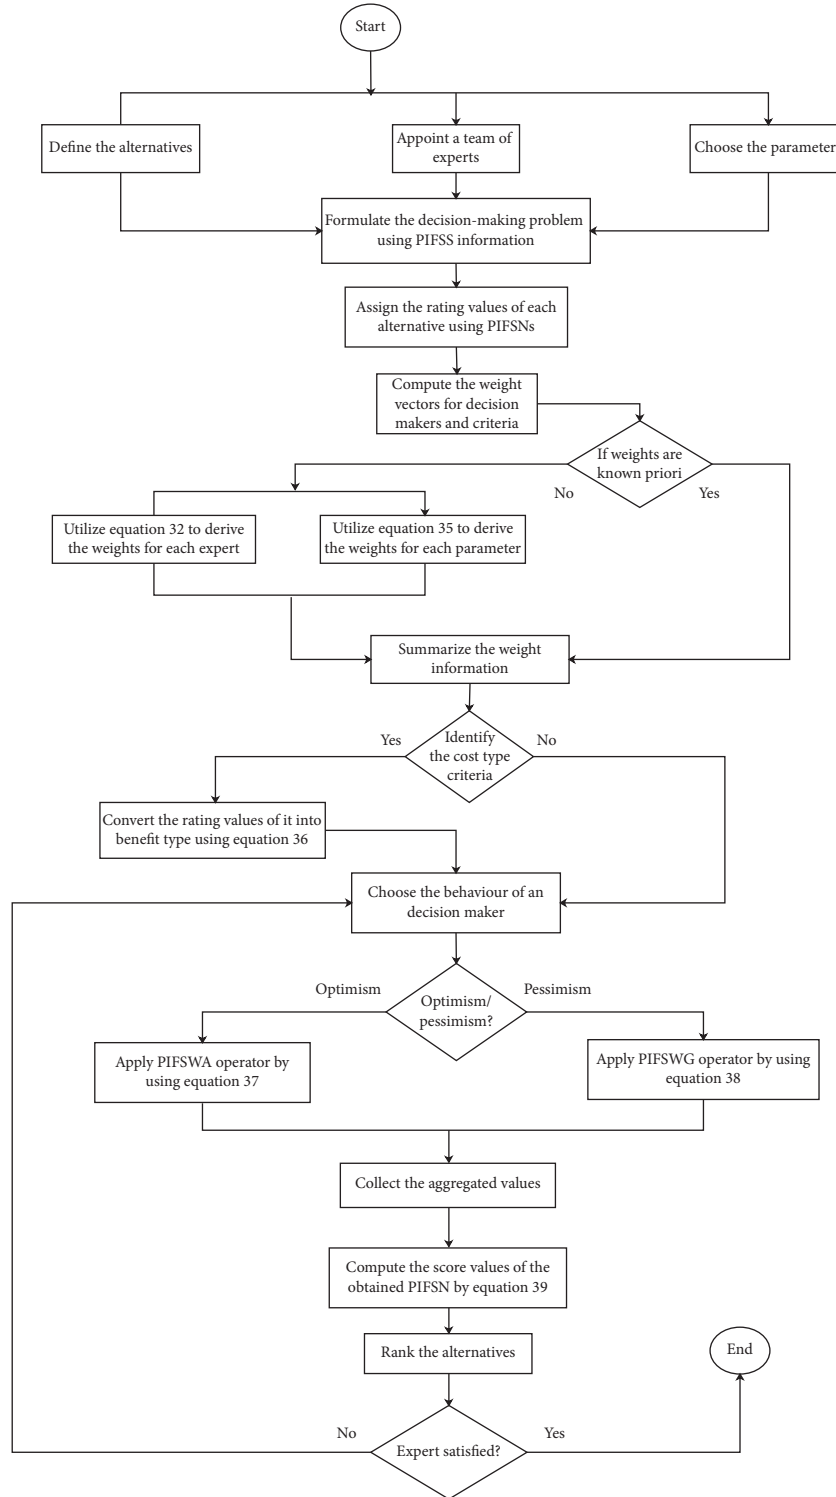 Start
Define the alternatives
Appoint a team of
experts
Choose the parameter
Formulate the decision-making problem
using PIFSS information
Assign the rating values of each
alternative using PIFSNs
Compute the weight
vectors for decision
makers and criteria
If weights are
known priori
No
Yes
Utilize equation 32 to derive
the weights for each expert
Utilize equation 35 to derive
the weights for each parameter
Summarize the weight
information
Yes
Identify
the cost type
criteria
No
Convert the rating values of it into
benefit type using equation 36
Choose the behaviour of an
decision maker
Optimism
Optimism/
pessimism?
Pessimism
Apply PIFSWA operator by
using equation 37
Apply PIFSWG operator by using
equation 38
Collect the aggregated values
Compute the score values of the
obtained PIFSN by equation 39
Rank the alternatives
End
No
Expert satisfied?
Yes